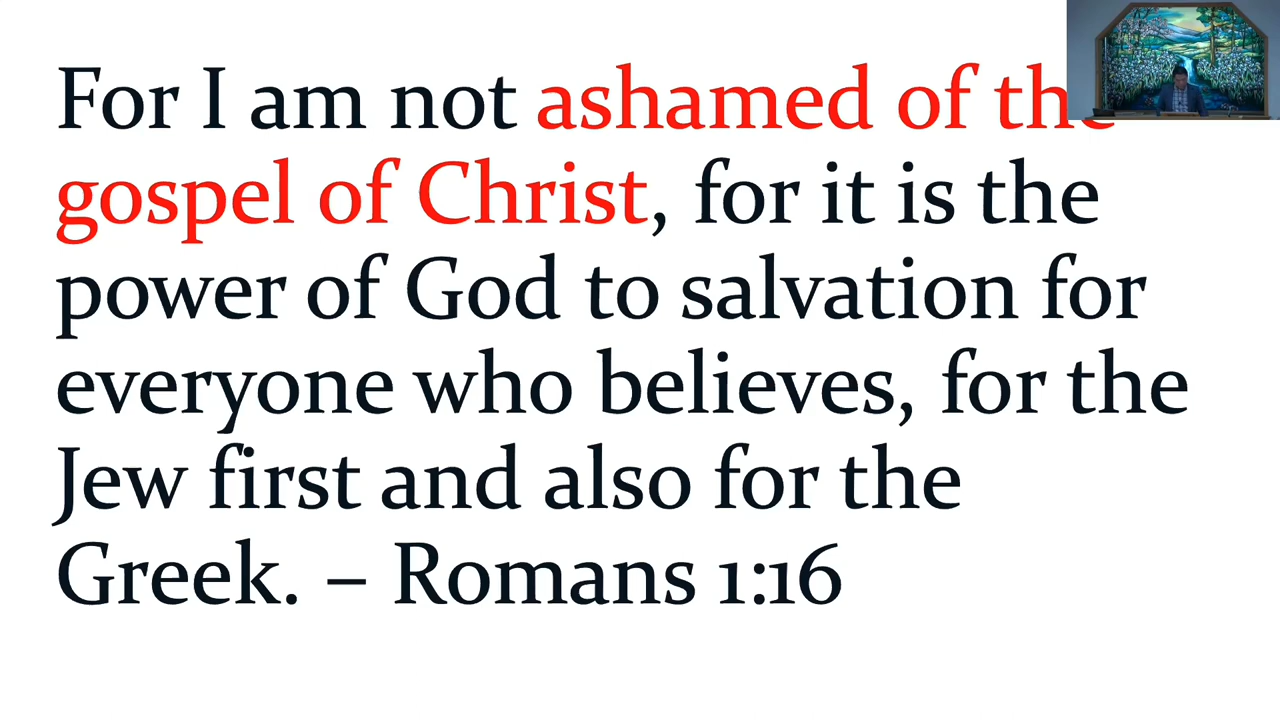 For I am not ashamed of the
gospel of Christ, for it is the
power of God to salvation for
everyone who believes, for the
Jew first and also for the
Greek. – Romans 1:16